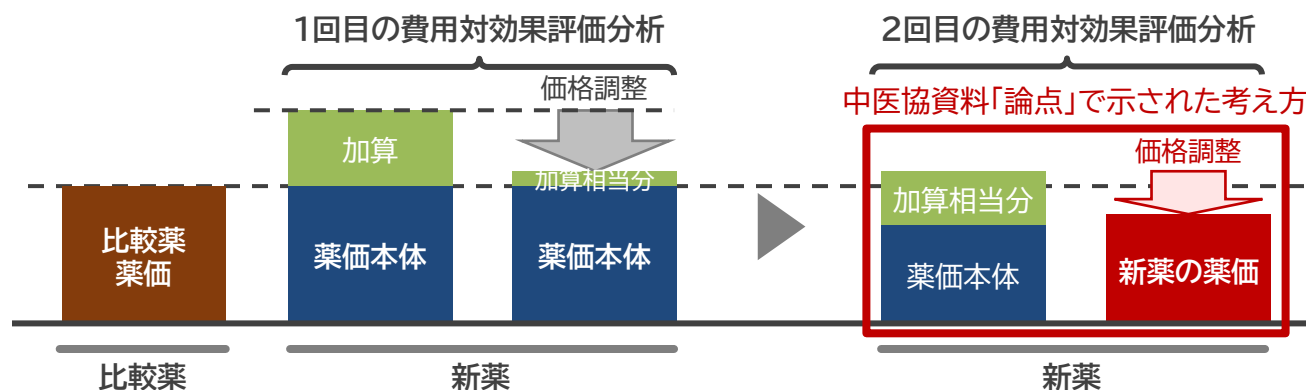 1回目の費用対効果評価分析
2回目の費用対効果評価分析
中医協資料「論点」で示された考え方
価格調整
価格調整
加算
加算相当分
加算相当分
比較薬
薬価
薬価本体
薬価本体
薬価本体
新薬の薬価
比較薬
新薬
新薬